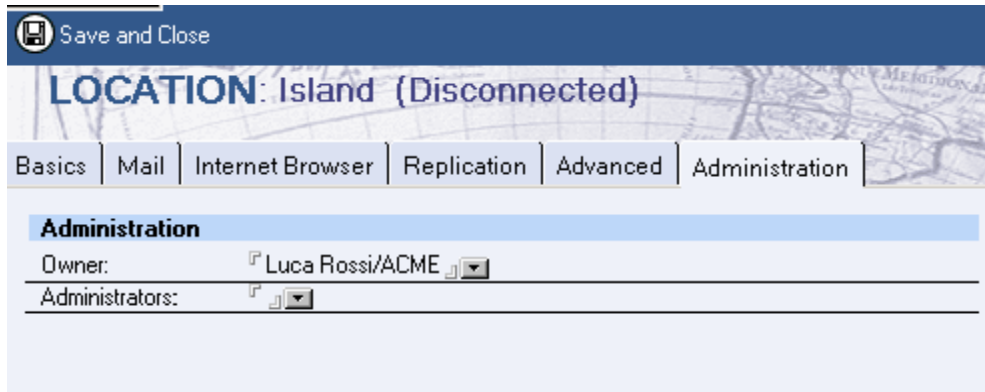 Save and Close
LOCATION: Island (Disconnected)
Basics Mail Internet Browser Replication Advanced Administration
Administration
Owner: Luca Rossi/ACME
Administrators: